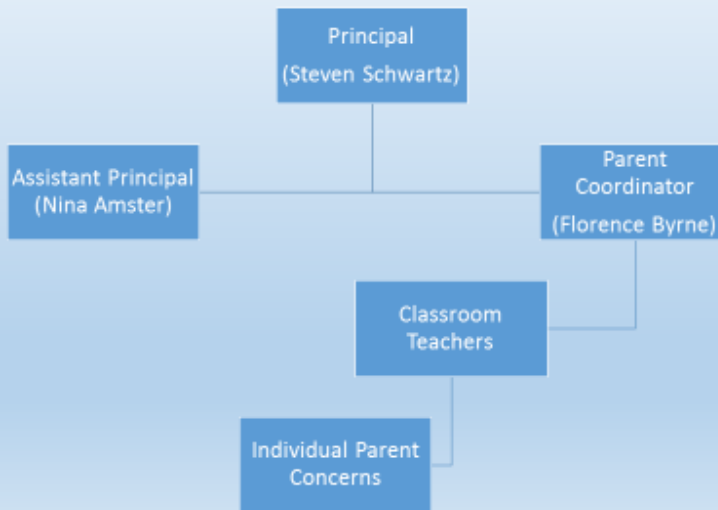 Principal
(Steven Schwartz)
Assistant Principal
(Nina Amster)
Parent
Coordinator
(Florence Byrne)
Classroom
Teachers
Individual Parent
Concerns